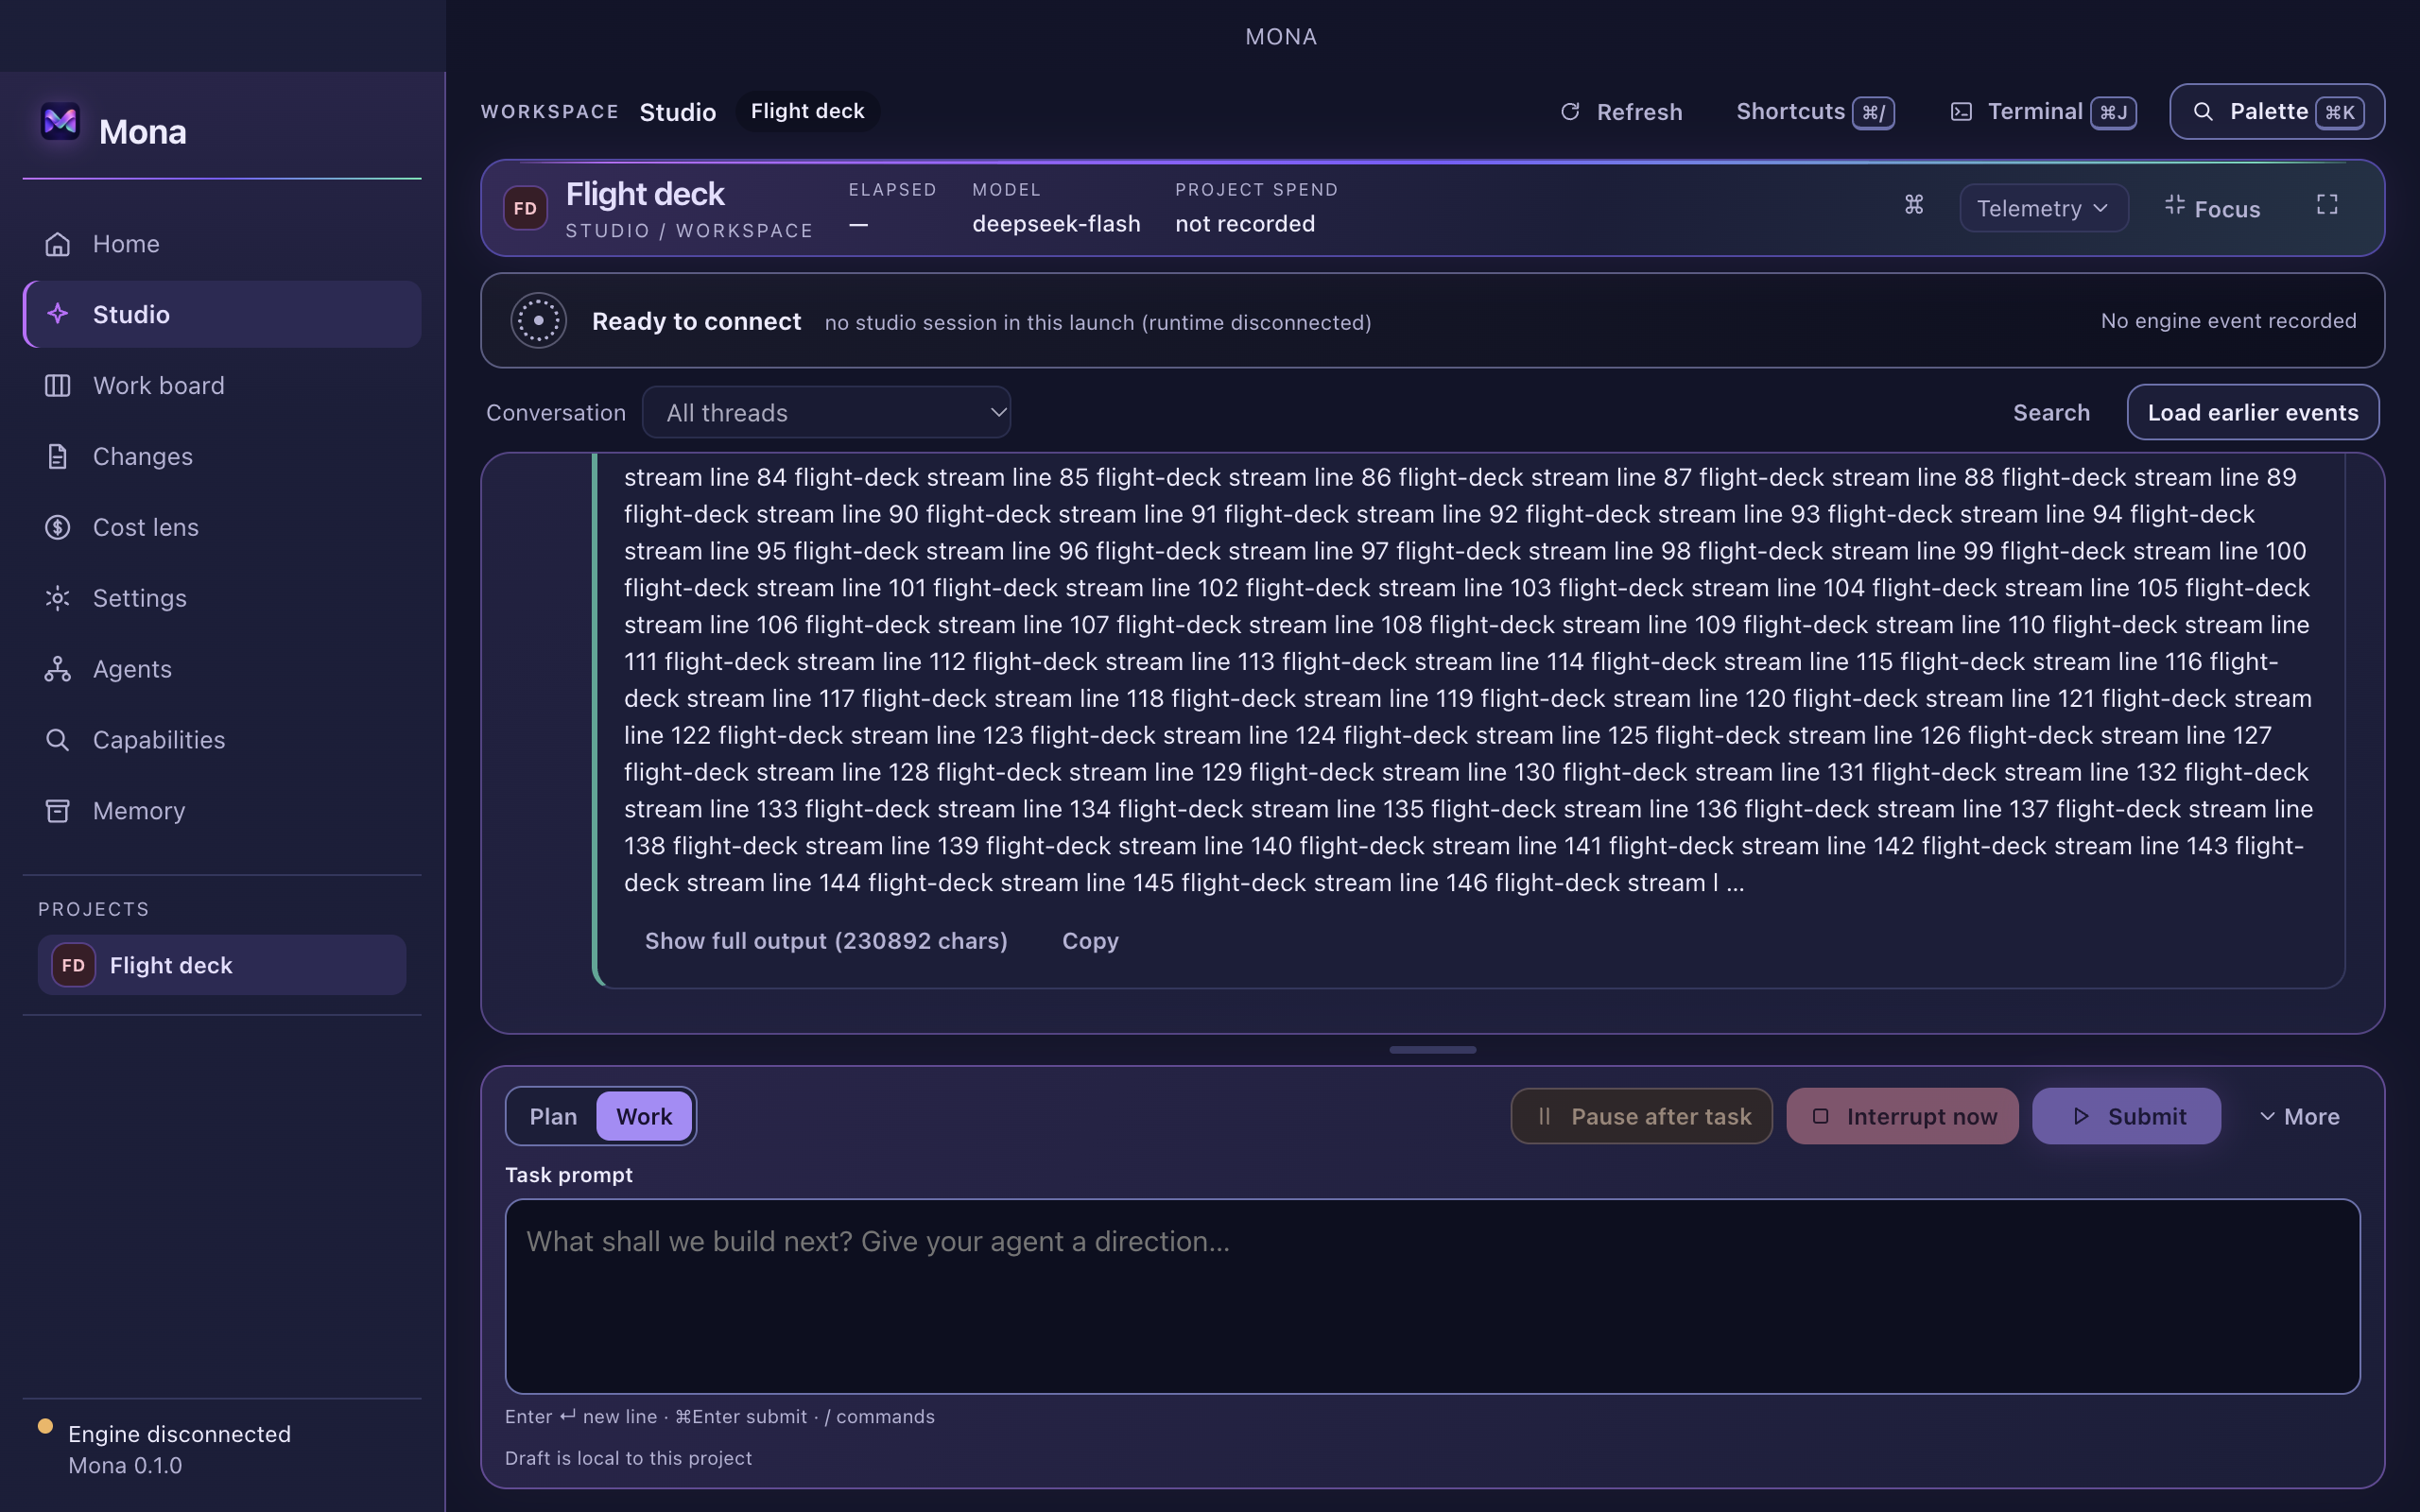 MONA
Mona
Home
Studio
Work board
Changes
Cost lens
Settings
Agents
Capabilities
Memory
PROJECTS
FD Flight deck
Engine disconnected
Mona 0.1.0
WORKSPACE Studio Flight deck
Refresh Shortcuts ⌘/ Terminal ⌘J Palette ⌘K
FD
Flight deck
STUDIO / WORKSPACE
ELAPSED
—
MODEL
deepseek-flash
PROJECT SPEND
not recorded
⌘ Telemetry Focus
Ready to connect no studio session in this launch (runtime disconnected) No engine event recorded
Conversation All threads Search Load earlier events
stream line 84 flight-deck stream line 85 flight-deck stream line 86 flight-deck stream line 87 flight-deck stream line 88 flight-deck stream line 89
flight-deck stream line 90 flight-deck stream line 91 flight-deck stream line 92 flight-deck stream line 93 flight-deck stream line 94 flight-deck
stream line 95 flight-deck stream line 96 flight-deck stream line 97 flight-deck stream line 98 flight-deck stream line 99 flight-deck stream line 100
flight-deck stream line 101 flight-deck stream line 102 flight-deck stream line 103 flight-deck stream line 104 flight-deck stream line 105 flight-deck
stream line 106 flight-deck stream line 107 flight-deck stream line 108 flight-deck stream line 109 flight-deck stream line 110 flight-deck stream line
111 flight-deck stream line 112 flight-deck stream line 113 flight-deck stream line 114 flight-deck stream line 115 flight-deck stream line 116 flight-
deck stream line 117 flight-deck stream line 118 flight-deck stream line 119 flight-deck stream line 120 flight-deck stream line 121 flight-deck stream
line 122 flight-deck stream line 123 flight-deck stream line 124 flight-deck stream line 125 flight-deck stream line 126 flight-deck stream line 127
flight-deck stream line 128 flight-deck stream line 129 flight-deck stream line 130 flight-deck stream line 131 flight-deck stream line 132 flight-deck
stream line 133 flight-deck stream line 134 flight-deck stream line 135 flight-deck stream line 136 flight-deck stream line 137 flight-deck stream line
138 flight-deck stream line 139 flight-deck stream line 140 flight-deck stream line 141 flight-deck stream line 142 flight-deck stream line 143 flight-
deck stream line 144 flight-deck stream line 145 flight-deck stream line 146 flight-deck stream l ...
Show full output (230892 chars) Copy
Plan Work Pause after task Interrupt now Submit More
Task prompt
What shall we build next? Give your agent a direction...
Enter ↵ new line · ⌘Enter submit · / commands
Draft is local to this project